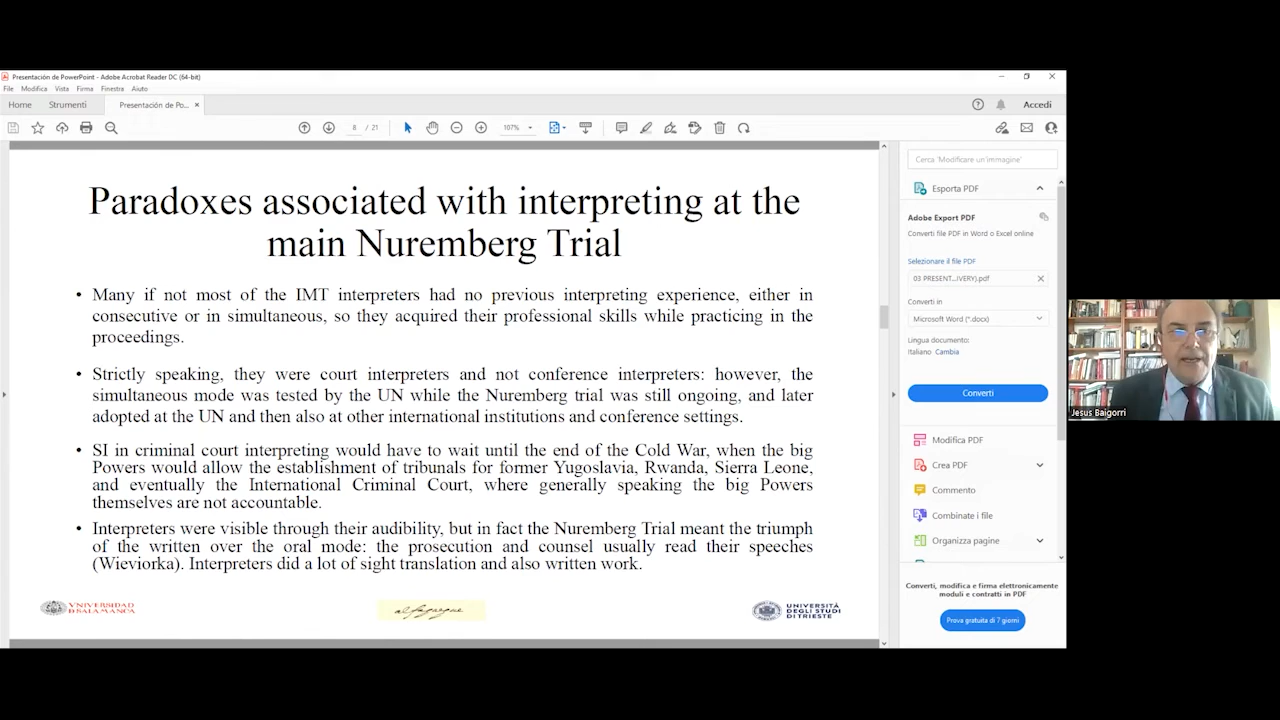 Presentación de PowerPoint - Adobe Acrobat Reader DC (64-bit)
File Modifica Vista Firma Finestra Aiuto
Home Strumenti Presentación de Po... × Accedi
8 / 21 107%
Paradoxes associated with interpreting at the
main Nuremberg Trial
• Many if not most of the IMT interpreters had no previous interpreting experience, either in
consecutive or in simultaneous, so they acquired their professional skills while practicing in the
proceedings.
• Strictly speaking, they were court interpreters and not conference interpreters: however, the
simultaneous mode was tested by the UN while the Nuremberg trial was still ongoing, and later
adopted at the UN and then also at other international institutions and conference settings.
• SI in criminal court interpreting would have to wait until the end of the Cold War, when the big
Powers would allow the establishment of tribunals for former Yugoslavia, Rwanda, Sierra Leone,
and eventually the International Criminal Court, where generally speaking the big Powers
themselves are not accountable.
• Interpreters were visible through their audibility, but in fact the Nuremberg Trial meant the triumph
of the written over the oral mode: the prosecution and counsel usually read their speeches
(Wieviorka). Interpreters did a lot of sight translation and also written work.
VNIVERSIDAD
D SALAMANCA
alfaqueque
UNIVERSITÀ
DEGLI STUDI
DI TRIESTE
Cerca 'Modificare un'immagine'
Esporta PDF
Adobe Export PDF
Converti file PDF in Word o Excel online
Selezionare il file PDF
03 PRESENT...IVERY).pdf
Converti in
Microsoft Word (*.docx)
Lingua documento:
Italiano Cambia
Converti
Modifica PDF
Crea PDF
Commento
Combinate i file
Organizza pagine
Converti, modifica e firma elettronicamente
moduli e contratti in PDF
Prova gratuita di 7 giorni
Jesus Baigorri